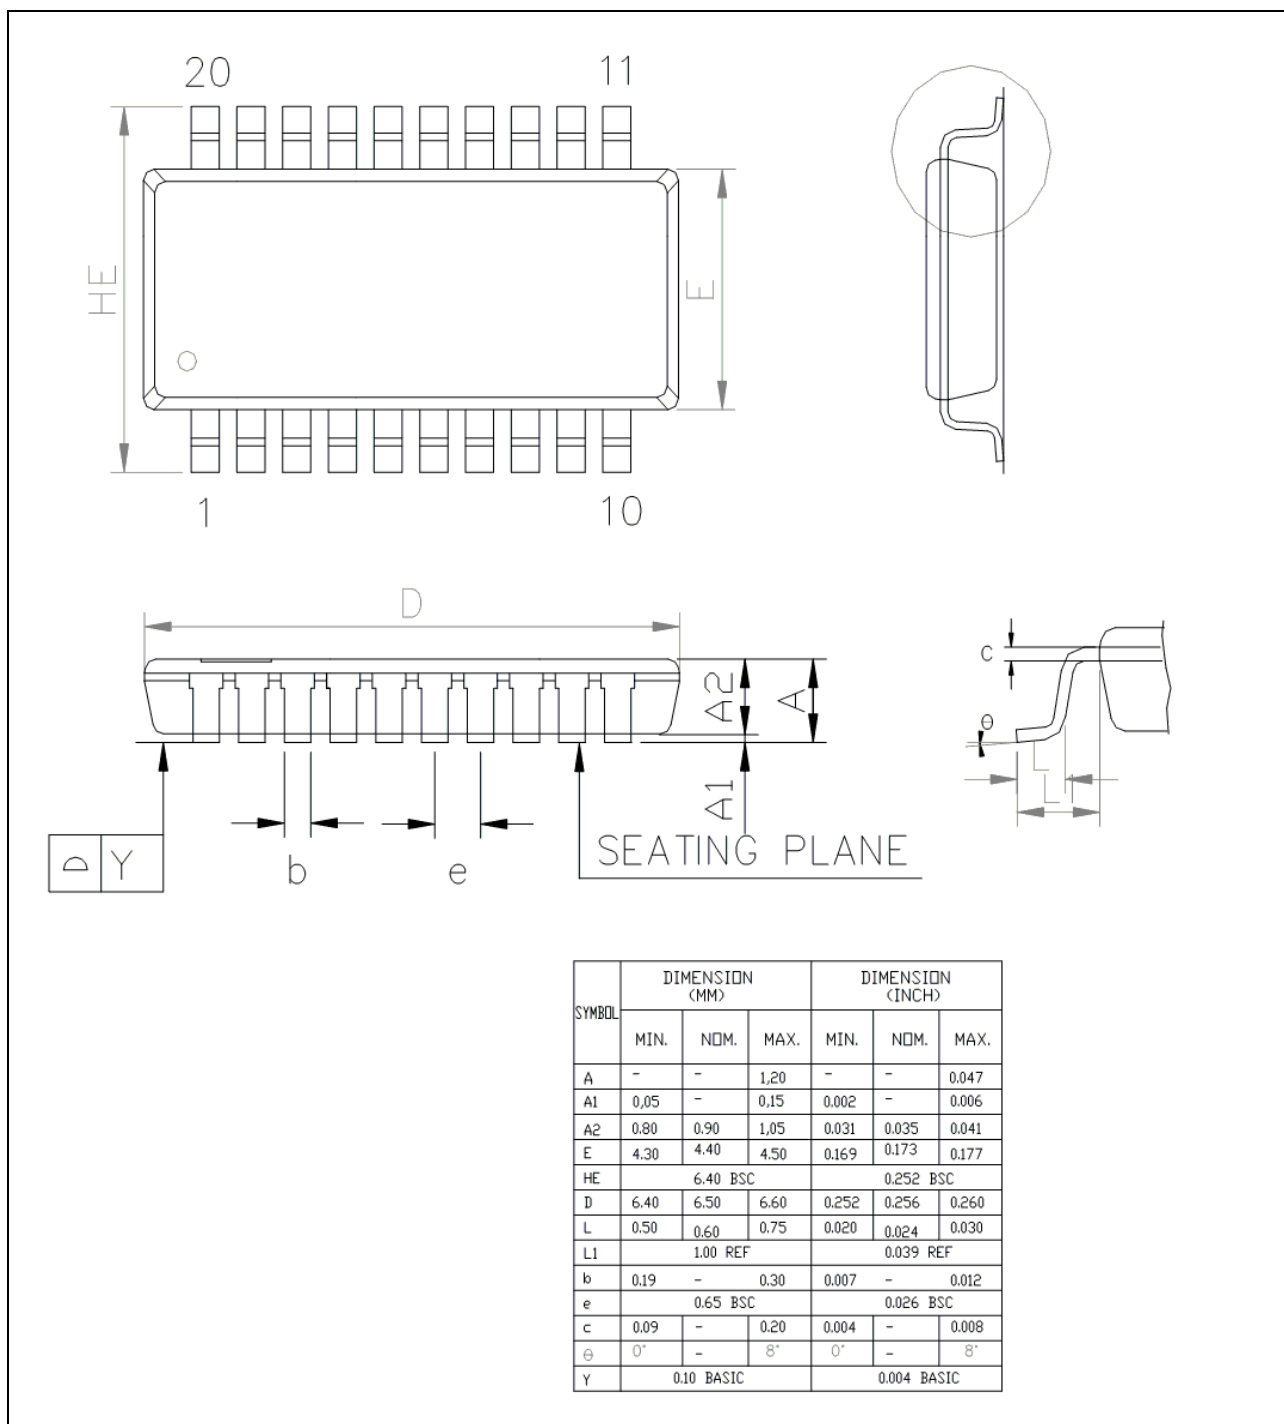 20 11
HE
E
1 10
D
A2
A
A1
b
e
SEATING PLANE
Y
c
θ
L
L
SYMBOL DIMENSION (MM) DIMENSION (INCH)
MIN. NOM. MAX. MIN. NOM. MAX.
A - - 1,20 - - 0.047
A1 0,05 - 0,15 0.002 - 0.006
A2 0.80 0.90 1,05 0.031 0.035 0.041
E 4.30 4.40 4.50 0.169 0.173 0.177
HE 6.40 BSC 0.252 BSC
D 6.40 6.50 6.60 0.252 0.256 0.260
L 0.50 0.60 0.75 0.020 0.024 0.030
L1 1.00 REF 0.039 REF
b 0.19 - 0.30 0.007 - 0.012
e 0.65 BSC 0.026 BSC
c 0.09 - 0.20 0.004 - 0.008
θ 0° - 8° 0° - 8°
Y 0.10 BASIC 0.004 BASIC